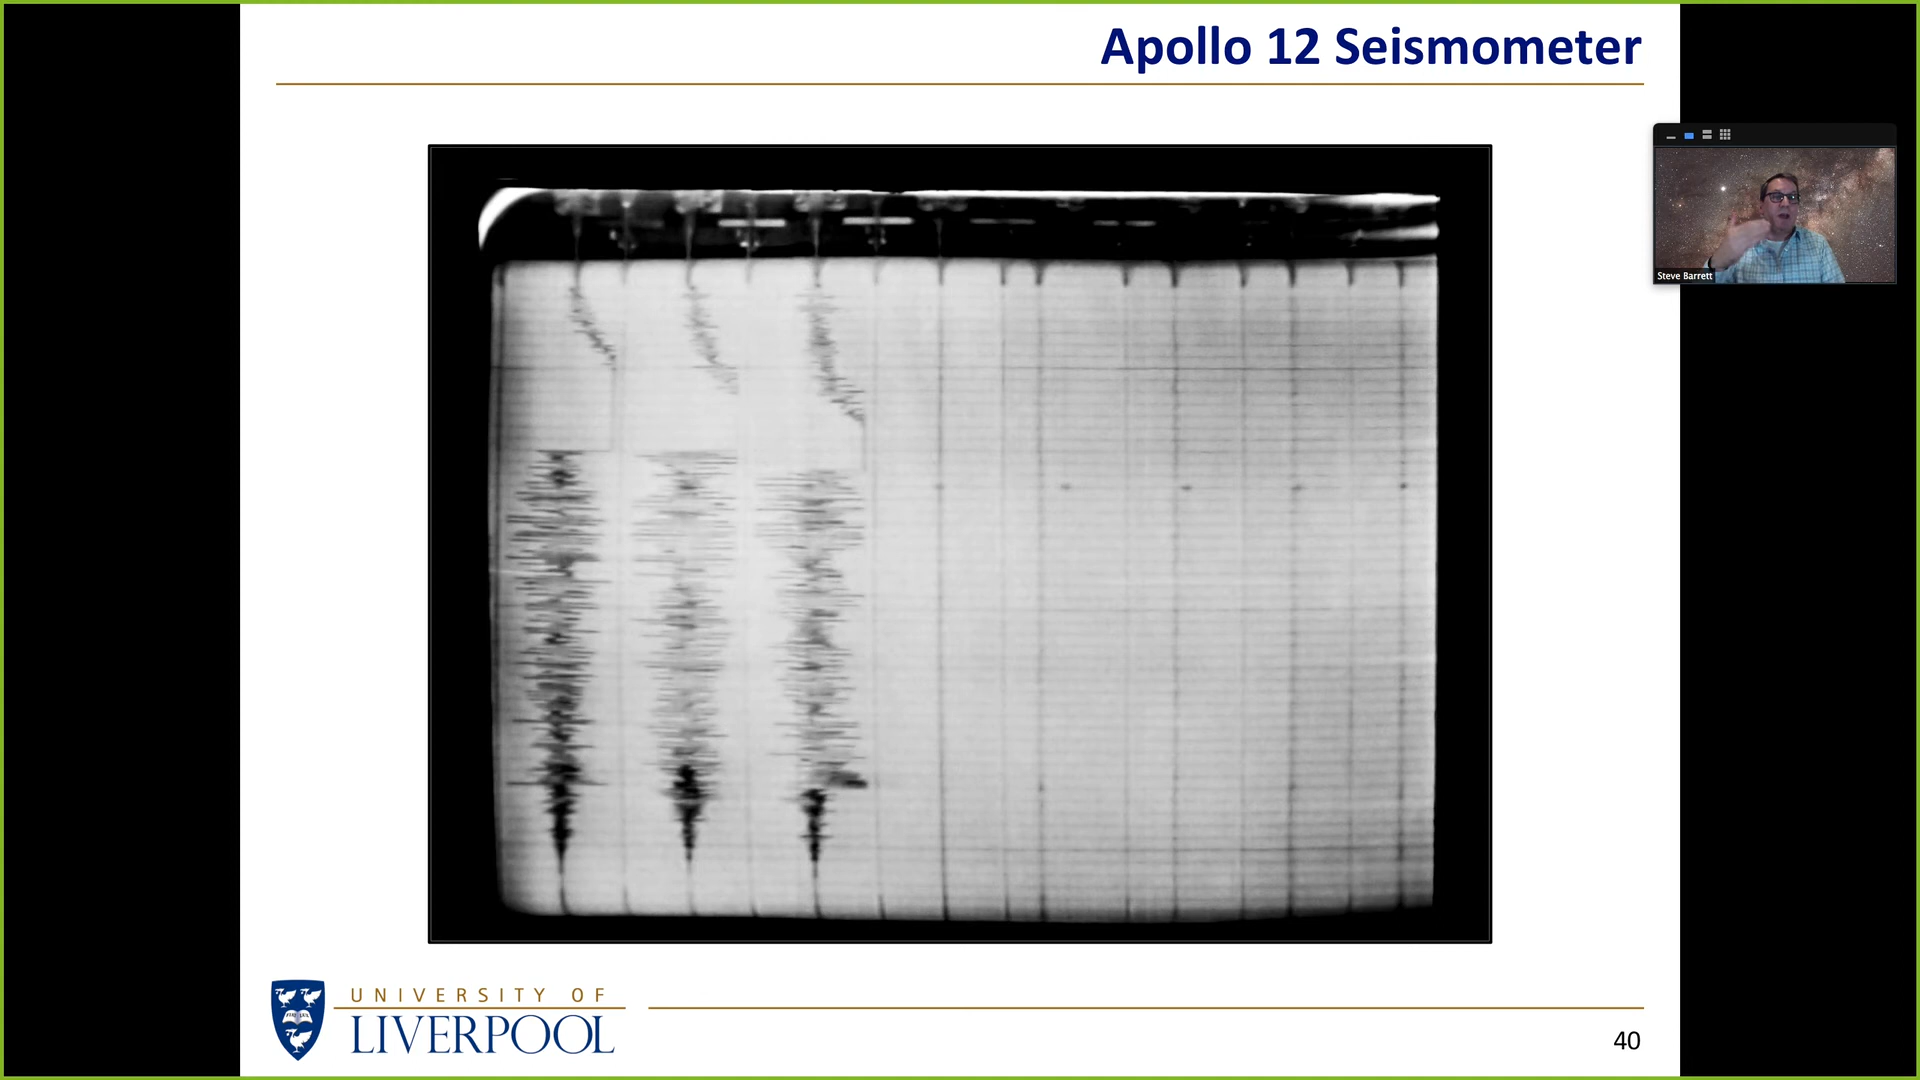 Apollo 12 Seismometer
Steve Barrett
UNIVERSITY OF
LIVERPOOL
40